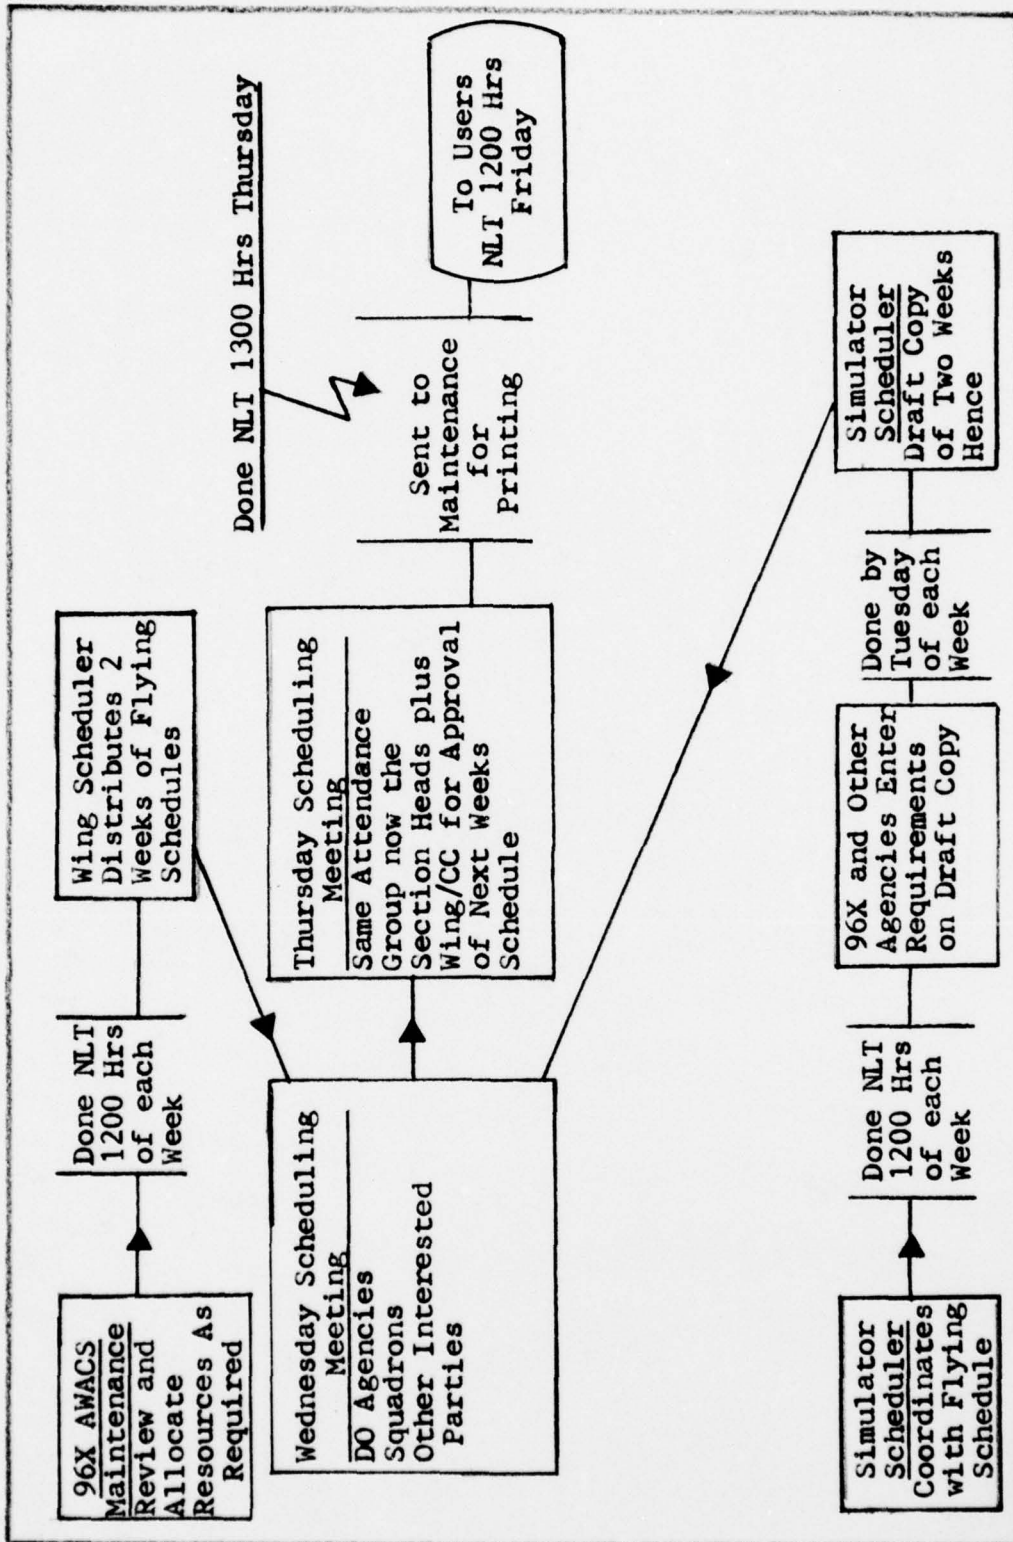 96X AWACS
Maintenance
Review and
Allocate
Resources As
Required
Done NLT
1200 Hrs
of each
Week
Wing Scheduler
Distributes 2
Weeks of Flying
Schedules
Done NLT 1300 Hrs Thursday
Wednesday Scheduling
Meeting
DO Agencies
Squadrons
Other Interested
Parties
Thursday Scheduling
Meeting
Same Attendance
Group now the
Section Heads plus
Wing/CC for Approval
of Next Weeks
Schedule
Sent to
Maintenance
for
Printing
To Users
NLT 1200 Hrs
Friday
Simulator
Scheduler
Coordinates
with Flying
Schedule
Done NLT
1200 Hrs
of each
Week
96X and Other
Agencies Enter
Requirements
on Draft Copy
Done by
Tuesday
of each
Week
Simulator
Scheduler
Draft Copy
of Two Weeks
Hence